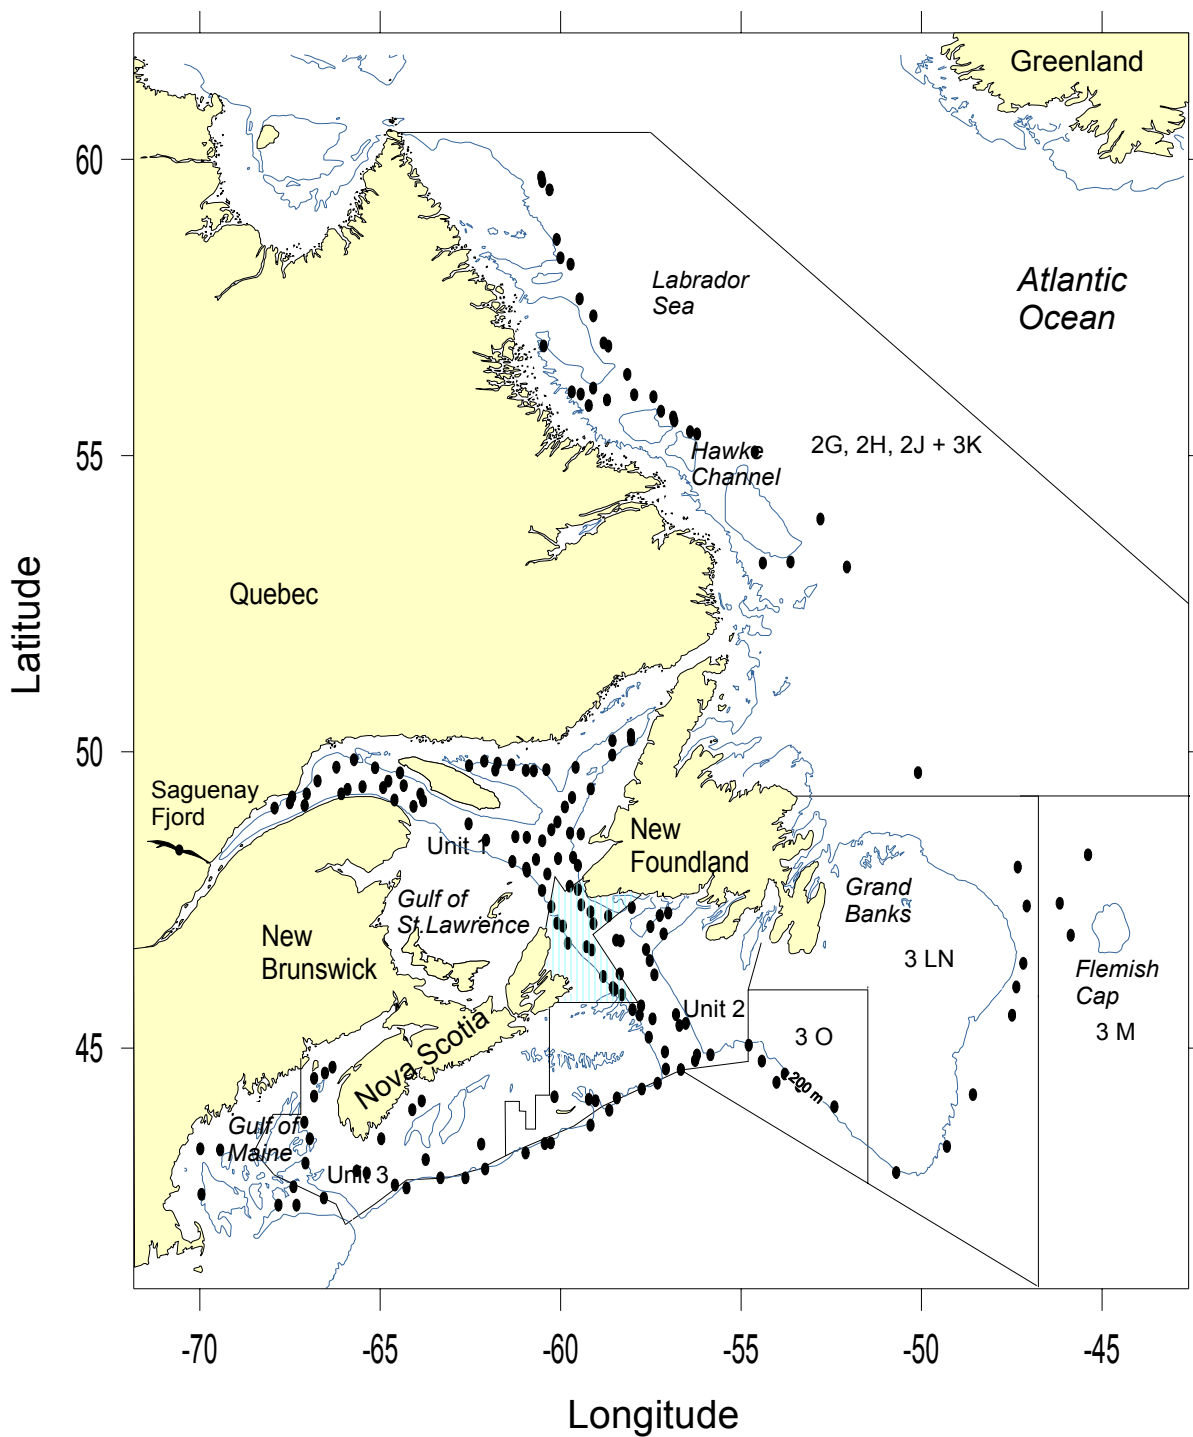 Greenland
60
Labrador
Sea
Atlantic
Ocean
55
Hawke
Channel
2G, 2H, 2J + 3K
Latitude
Quebec
50
Saguenay
Fjord
Unit 1
New
Foundland
Gulf of
St.Lawrence
Grand
Banks
New
Brunswick
3 LN
Flemish
Cap
3 M
Unit 2
3 O
45
Nova Scotia
200 m
Gulf of
Maine
Unit 3
-70
-65
-60
-55
-50
-45
Longitude